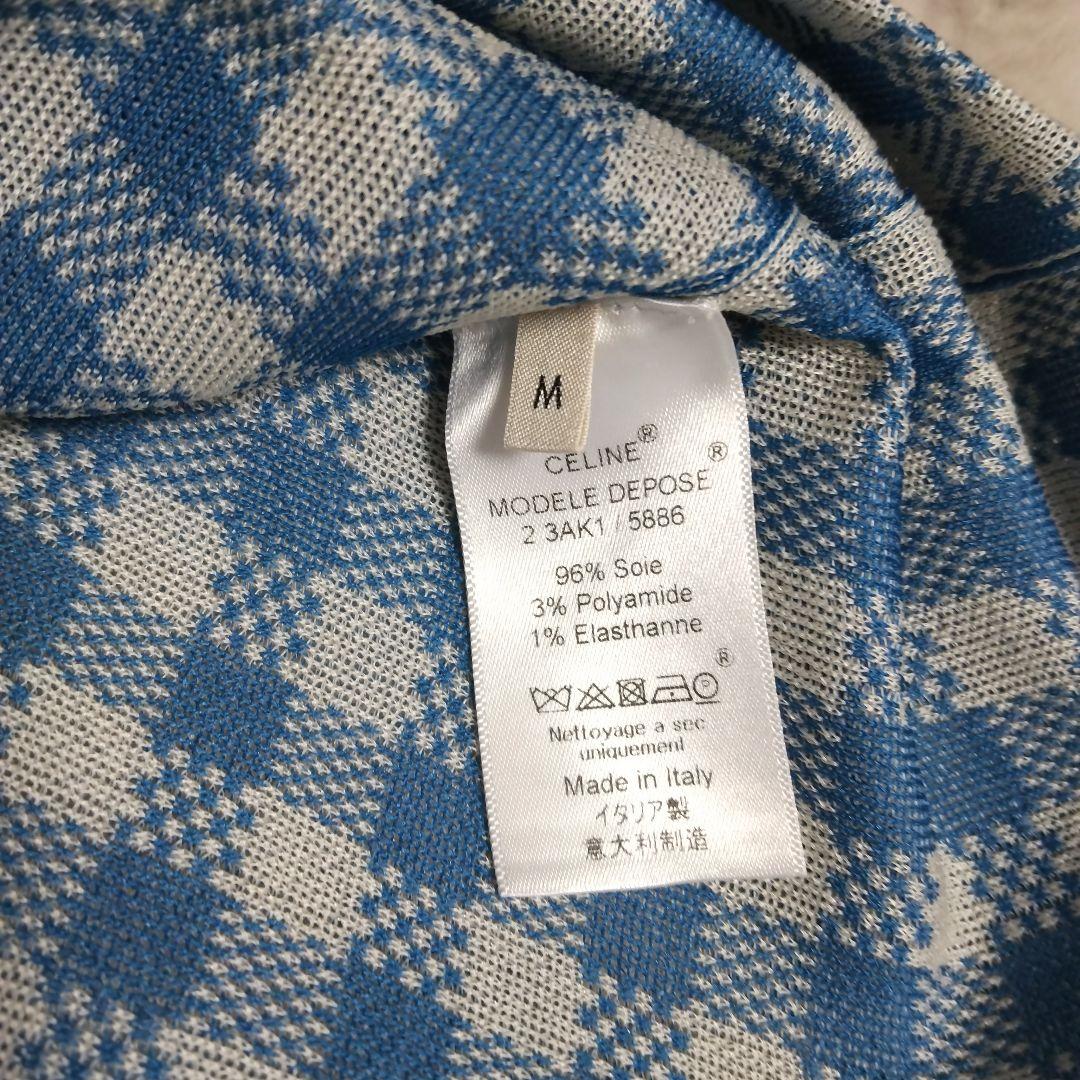 M
CELINE®
MODELE DEPOSE®
2 3AK1 / 5886
96% Soie
3% Polyamide
1% Elasthanne
P ®
Nettoyage a sec
uniquement
Made in Italy
イタリア製
意大利制造